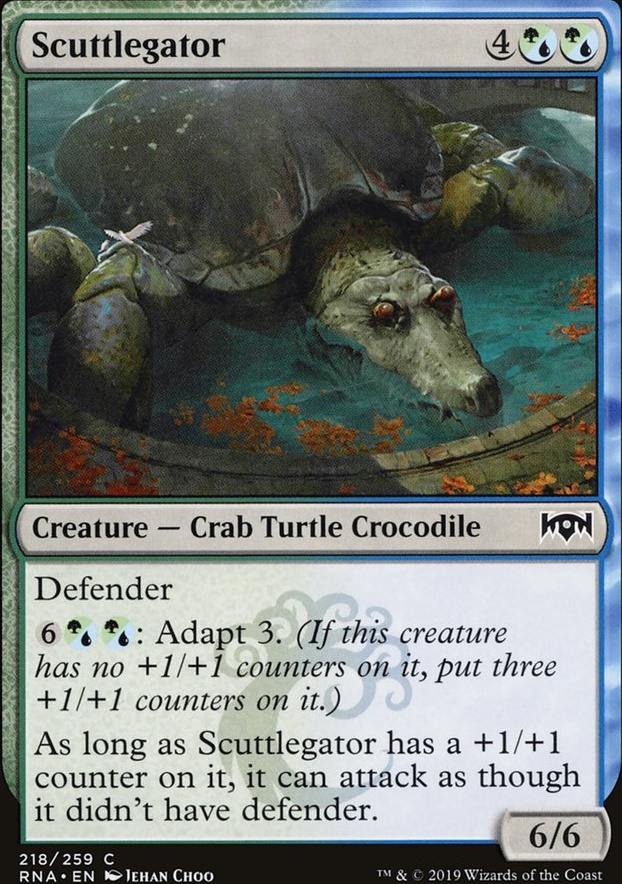 Scuttlegator 4
Creature — Crab Turtle Crocodile
Defender
6 : Adapt 3. (If this creature
has no +1/+1 counters on it, put three
+1/+1 counters on it.)
As long as Scuttlegator has a +1/+1
counter on it, it can attack as though
it didn't have defender.
6/6
218/259 C
RNA • EN Jehan Choo
™ & © 2019 Wizards of the Coast